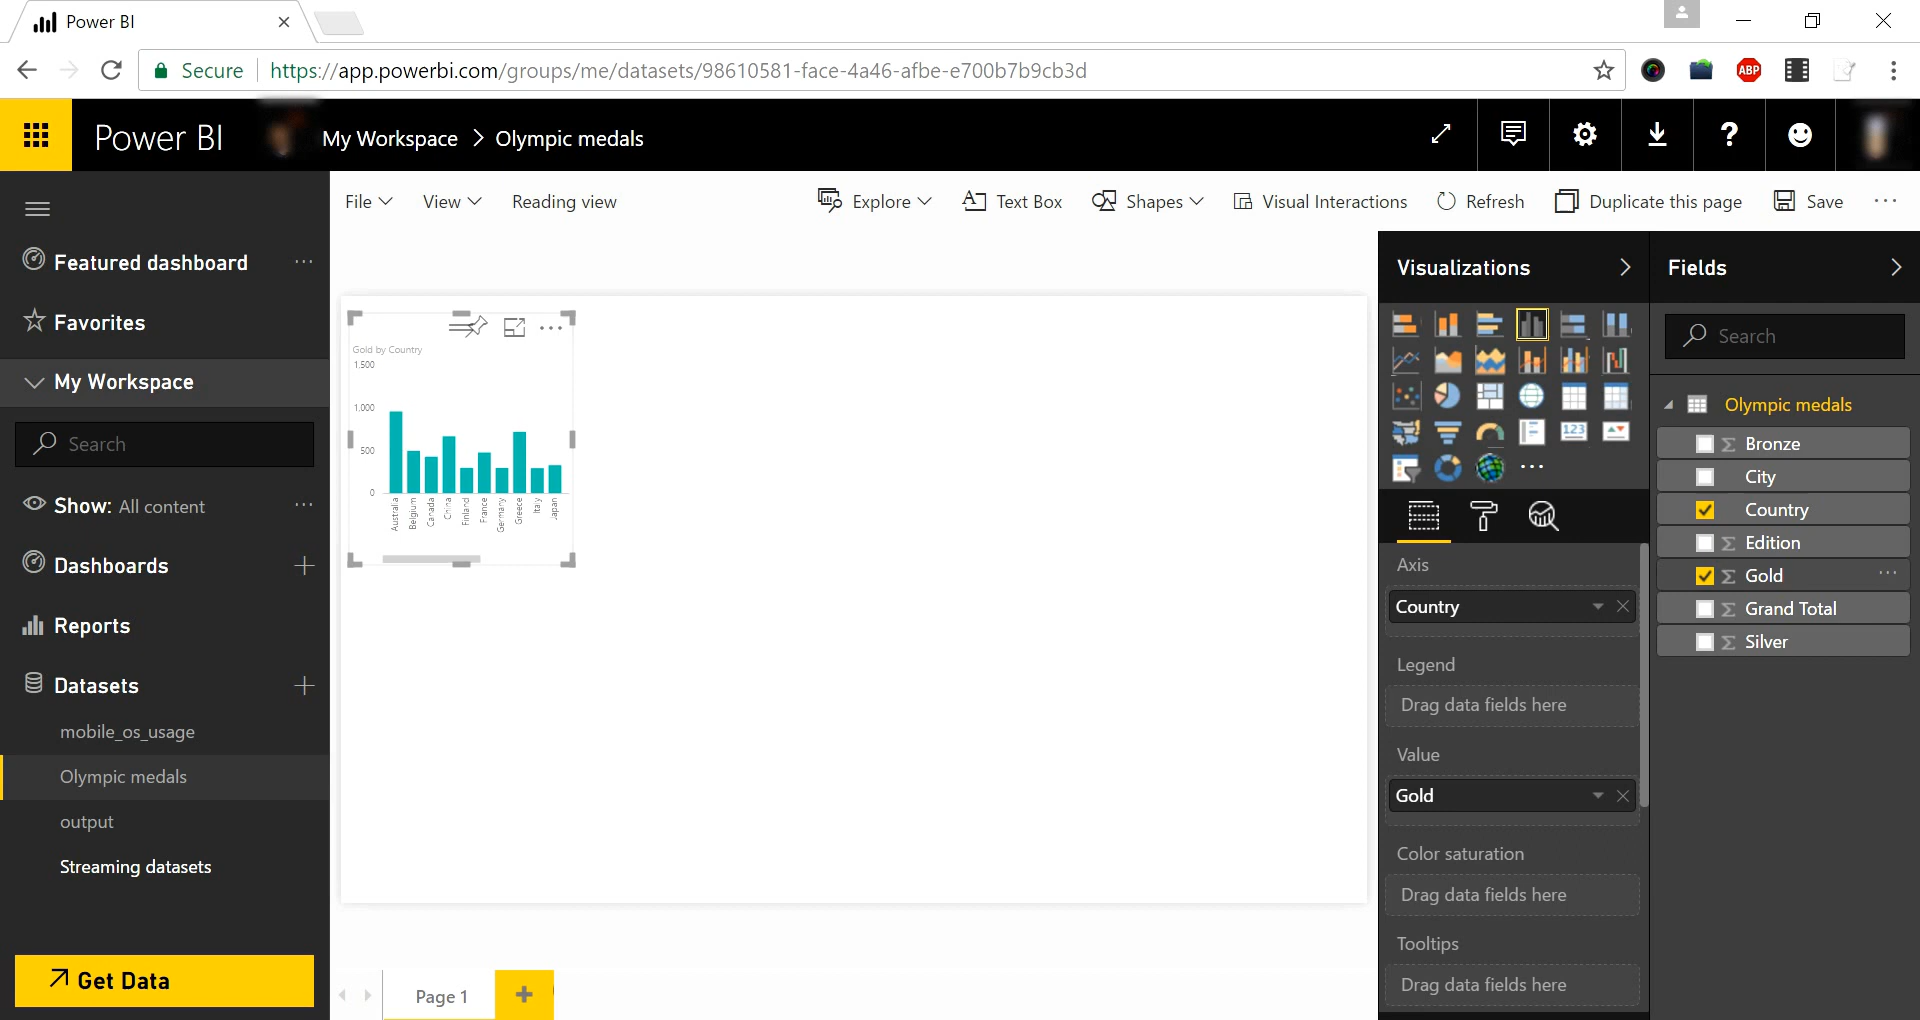 Power BI
Secure https://app.powerbi.com/groups/me/datasets/98610581-face-4a46-afbe-e700b7b9cb3d
ABP
Power BI My Workspace > Olympic medals
?
File View Reading view Explore Text Box Shapes Visual Interactions Refresh Duplicate this page Save ...
Featured dashboard ...
Favorites
My Workspace
Search
Show: All content ...
Dashboards +
Reports
Datasets +
mobile_os_usage
Olympic medals
output
Streaming datasets
Get Data
Gold by Country
1,500
1,000
500
0
Australia
Belgium
Canada
China
Finland
France
Germany
Greece
Italy
Japan
Page 1 +
Visualizations
123
...
Axis
Country
Legend
Drag data fields here
Value
Gold
Color saturation
Drag data fields here
Tooltips
Drag data fields here
Fields
Search
Olympic medals
Σ Bronze
City
Country
Σ Edition
Σ Gold ...
Σ Grand Total
Σ Silver